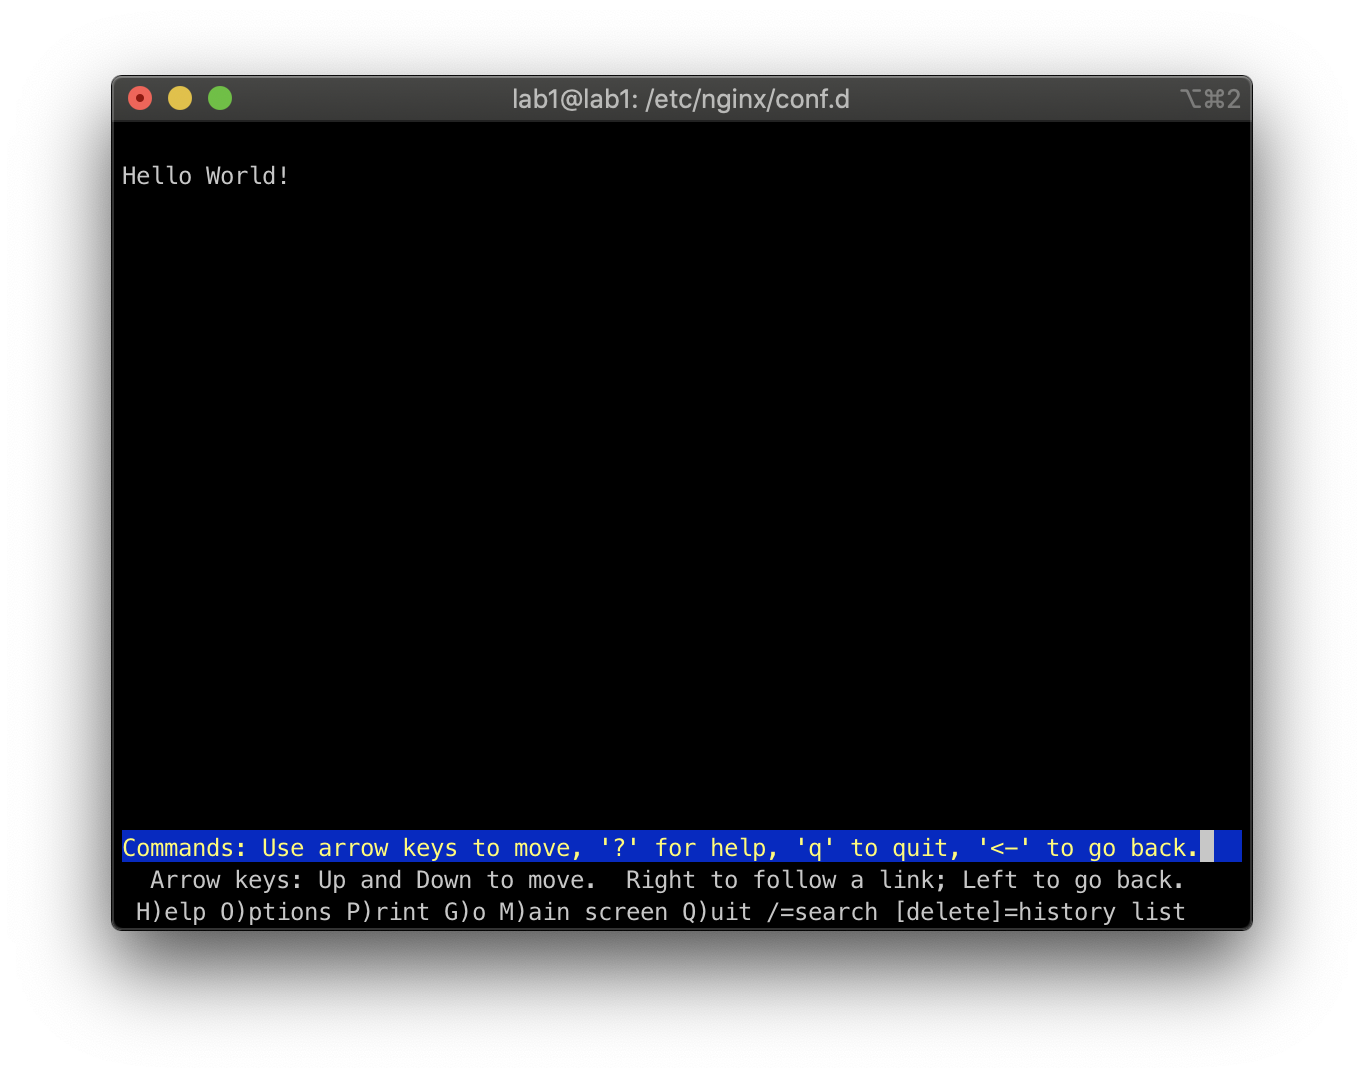 lab1@lab1: /etc/nginx/conf.d ⌥⌘2
Hello World!
Commands: Use arrow keys to move, '?' for help, 'q' to quit, '<-' to go back.
Arrow keys: Up and Down to move. Right to follow a link; Left to go back.
H)elp O)ptions P)rint G)o M)ain screen Q)uit /=search [delete]=history list